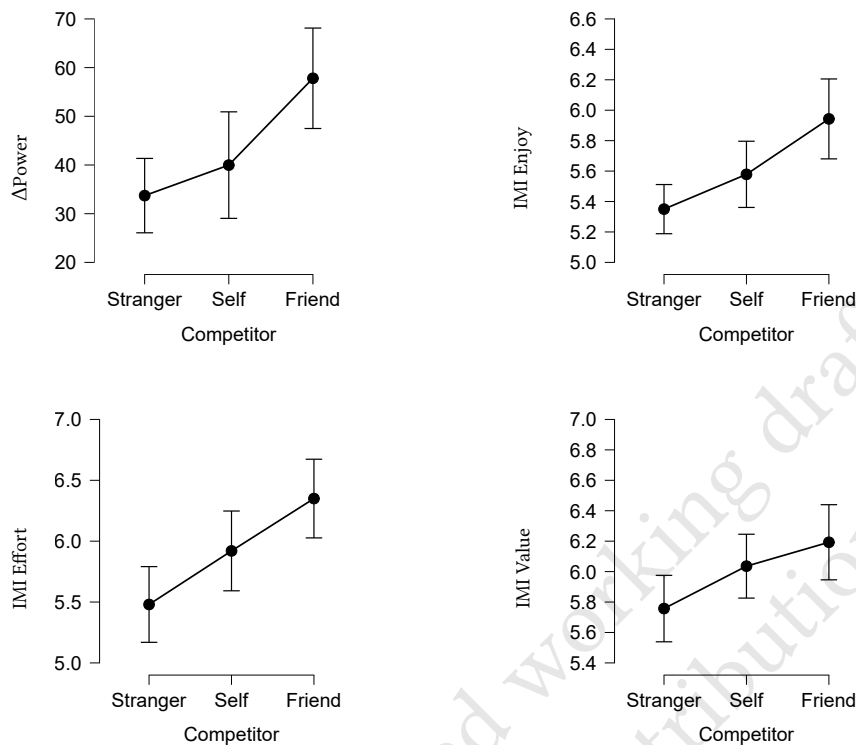 70
60
50
40
30
20
ΔPower
Stranger Self Friend
Competitor
6.6
6.4
6.2
6.0
5.8
5.6
5.4
5.2
5.0
IMI Enjoy
Stranger Self Friend
Competitor
7.0
6.5
6.0
5.5
5.0
IMI Effort
Stranger Self Friend
Competitor
7.0
6.8
6.6
6.4
6.2
6.0
5.8
5.6
5.4
IMI Value
Stranger Self Friend
Competitor
working draf